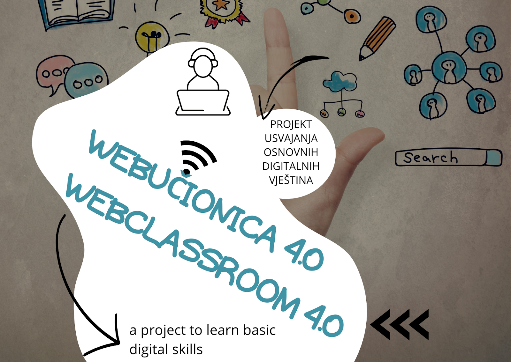 PROJEKT
USVAJANJA
OSNOVNIH
DIGITALNIH
VJEŠTINA
search
WEBUČIONICA 4.0
WEBCLASSROOM 4.0
a project to learn basic
digital skills